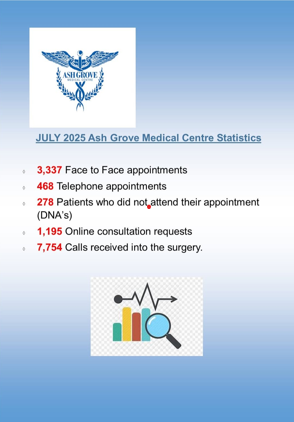 ASH GROVE
MEDICAL CENTRE
JULY 2025 Ash Grove Medical Centre Statistics
3,337 Face to Face appointments
468 Telephone appointments
278 Patients who did not attend their appointment
(DNA's)
1,195 Online consultation requests
7,754 Calls received into the surgery.